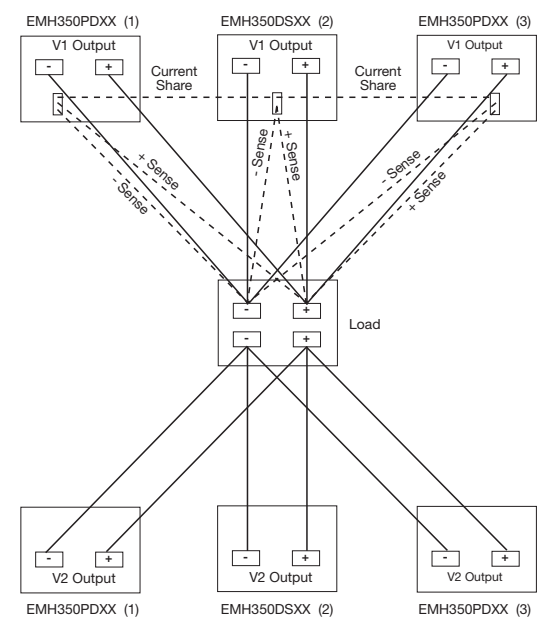 EMH350PDXX (1)
EMH350DSXX (2)
EMH350PDXX (3)
V1 Output
V1 Output
V1 Output
- +
- +
- +
Current
Share
Current
Share
- Sense
+ Sense
- Sense
+ Sense
- Sense
+ Sense
- +
- +
Load
- +
- +
- +
V2 Output
V2 Output
V2 Output
EMH350PDXX (1)
EMH350DSXX (2)
EMH350PDXX (3)